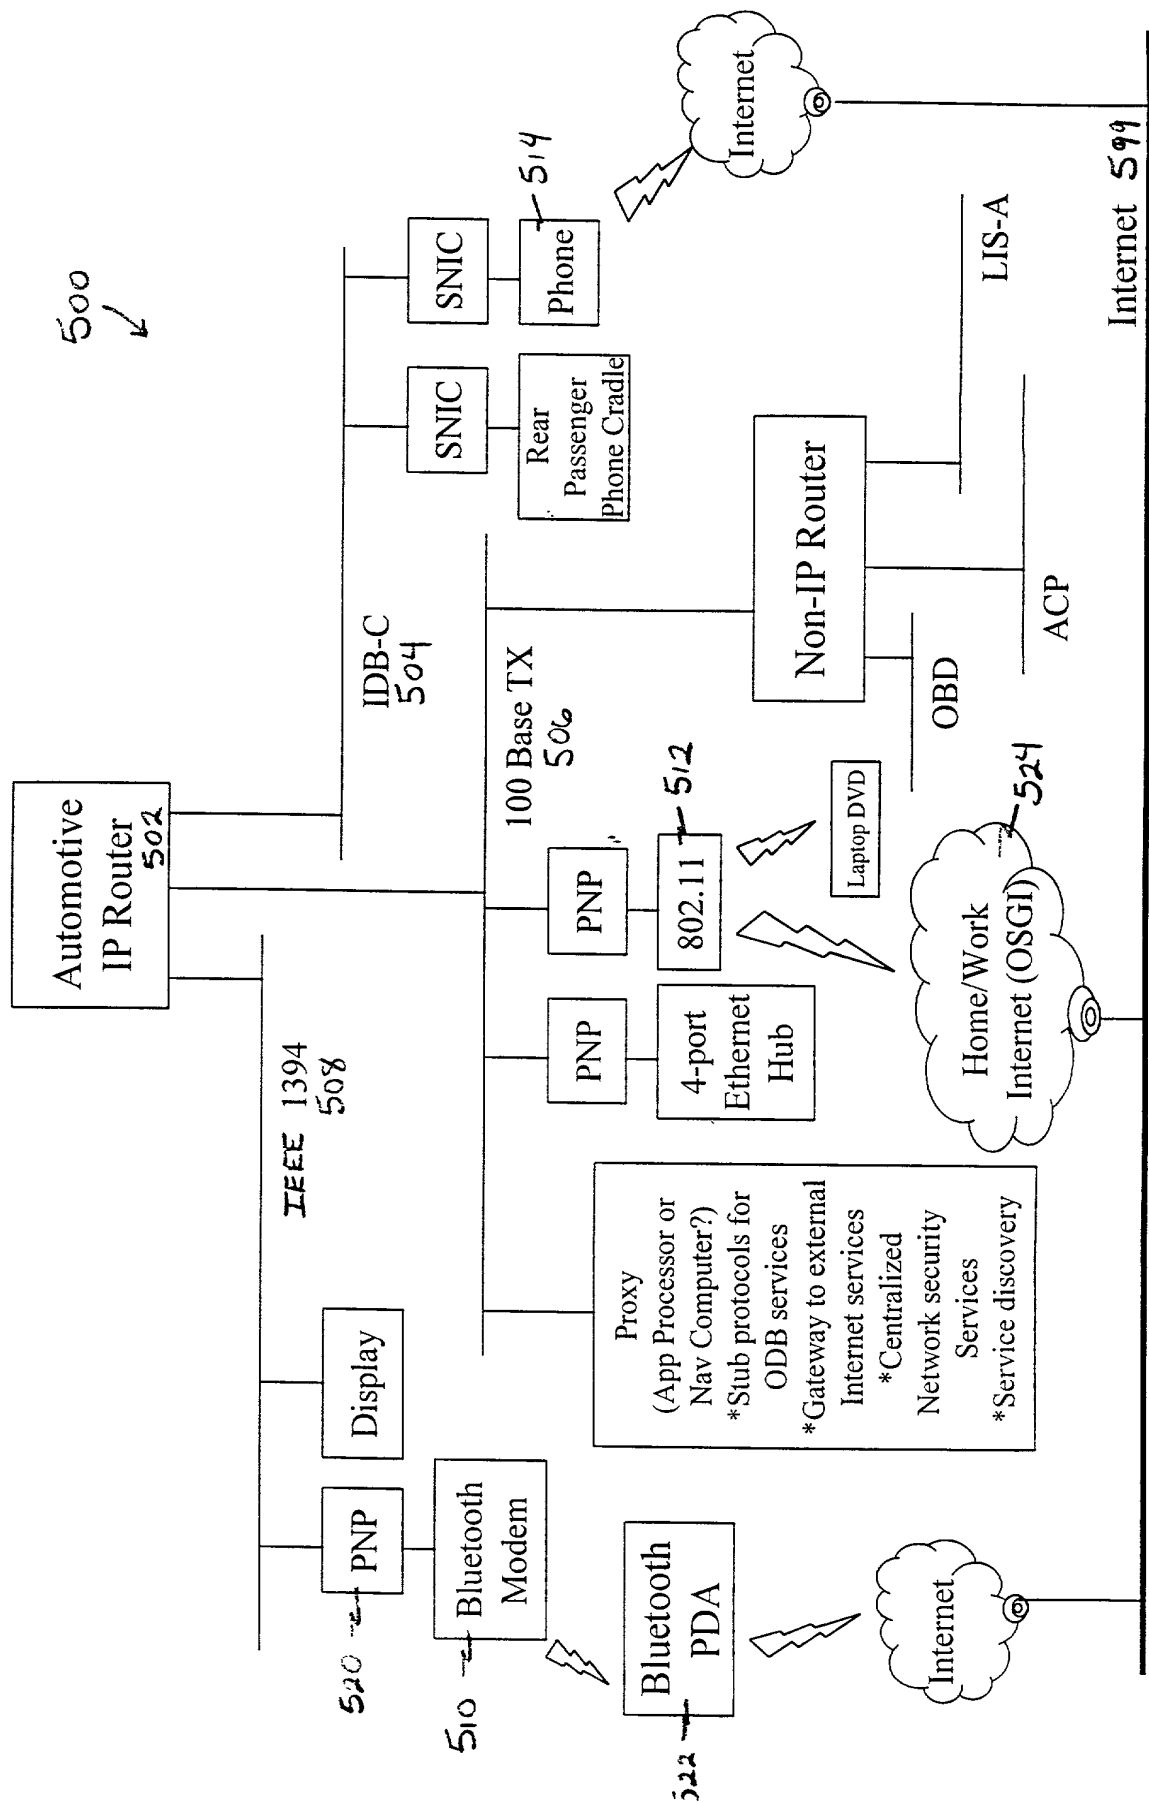 500
Automotive
IP Router
502
IEEE 1394
508
IDB-C
504
100 Base TX
506
520
PNP
Display
510
Bluetooth
Modem
522
Bluetooth
PDA
Internet
Proxy
(App Processor or
Nav Computer?)
*Stub protocols for
ODB services
*Gateway to external
Internet services
*Centralized
Network security
Services
*Service discovery
PNP
4-port
Ethernet
Hub
PNP
802.11
512
Laptop DVD
Home/Work
Internet (OSGI)
524
SNIC
Rear
Passenger
Phone Cradle
SNIC
Phone
514
Internet
Non-IP Router
OBD
ACP
LIS-A
Internet 599